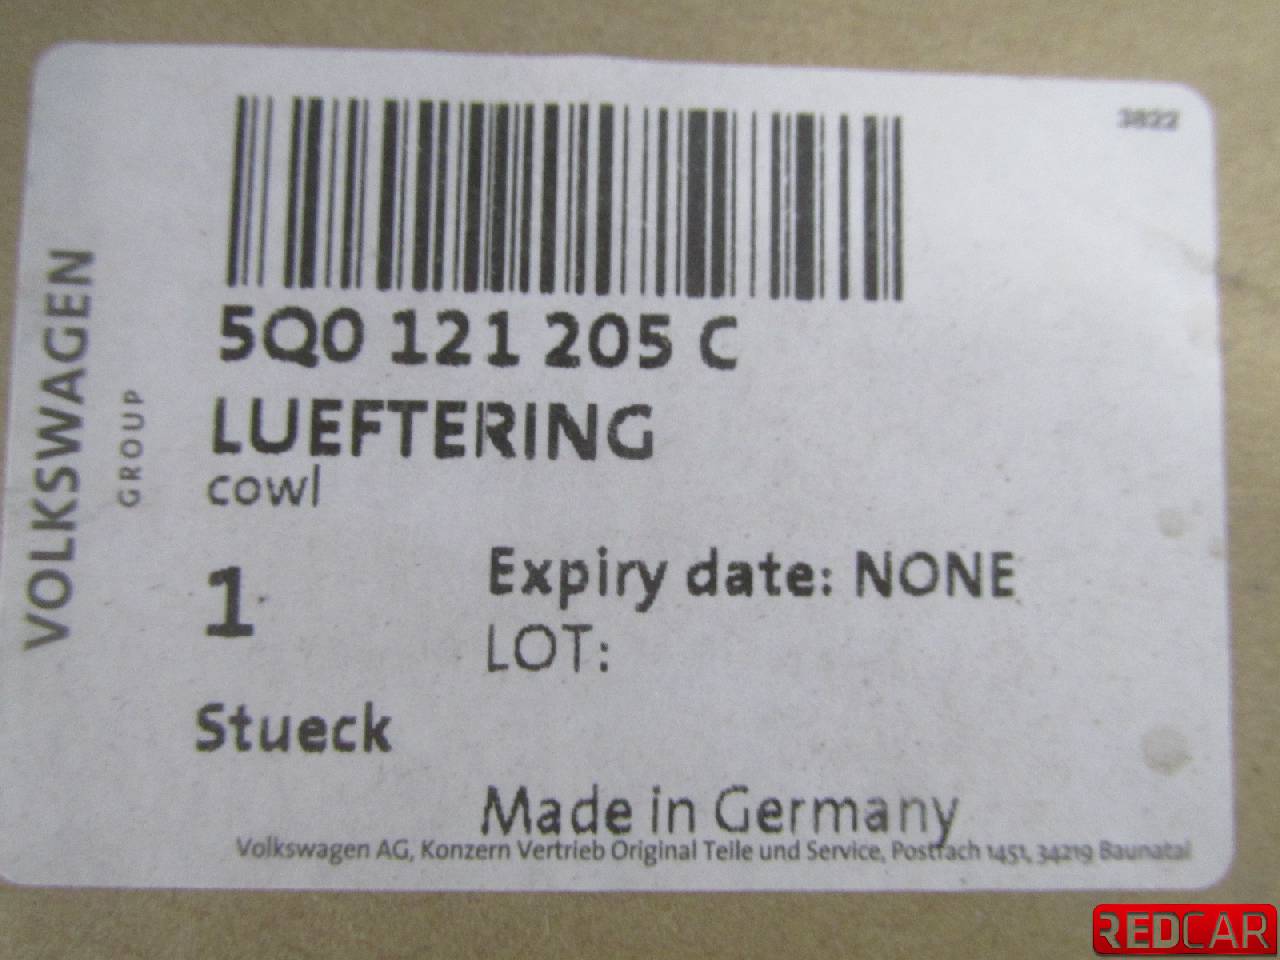 3822
5Q0 121 205 C
LUEFTERING
cowl
VOLKSWAGEN
GROUP
1
Expiry date: NONE
LOT:
Stueck
Made in Germany
Volkswagen AG, Konzern Vertrieb Original Teile und Service, Postfach 1451, 34219 Baunatal
REDCAR